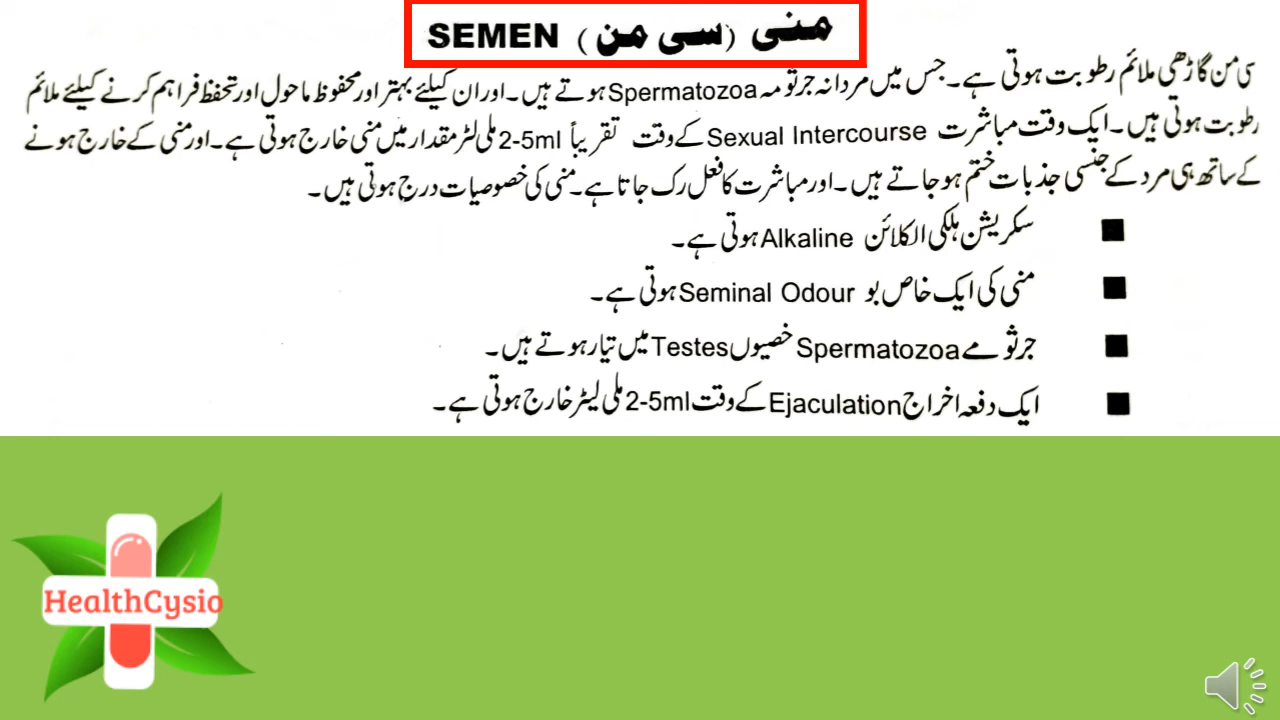 منی (سی من) SEMEN
سی من گاڑھی ملائم رطوبت ہوتی ہے۔ جس میں مردانہ جرثومہ Spermatozoa ہوتے ہیں۔ اور ان کیلئے بہتر اور محفوظ ماحول اور تحفظ فراہم کرنے کیلئے ملائم
رطوبت ہوتی ہیں۔ ایک وقت مباشرت Sexual Intercourse کے وقت تقریباً 2-5ml ملی لٹر مقدار میں منی خارج ہوتی ہے۔ اور منی کے خارج ہونے
کے ساتھ ہی مرد کے جنسی جذبات ختم ہو جاتے ہیں۔ اور مباشرت کا فعل رک جاتا ہے۔ منی کی خصوصیات درج ہوتی ہیں۔
■ سکریشن ہلکی الکلائن Alkaline ہوتی ہے۔
■ منی کی ایک خاص بو Seminal Odour ہوتی ہے۔
■ جرثومے Spermatozoa خصیوں Testes میں تیار ہوتے ہیں۔
■ ایک دفعہ اخراج Ejaculation کے وقت 2-5ml ملی لیٹر خارج ہوتی ہے۔
HealthCysio